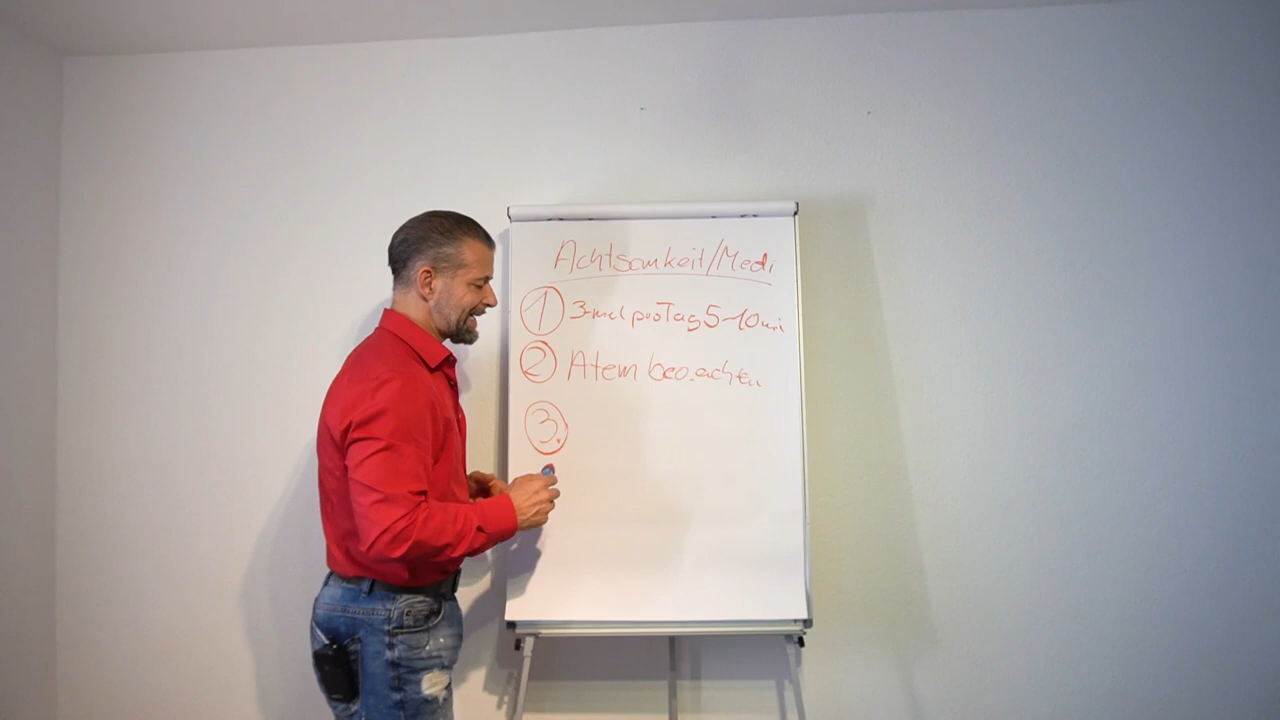 Achtsamkeit/Medi
1 3-mal pro Tag 5-10 min
2 Atem beobachten
3.